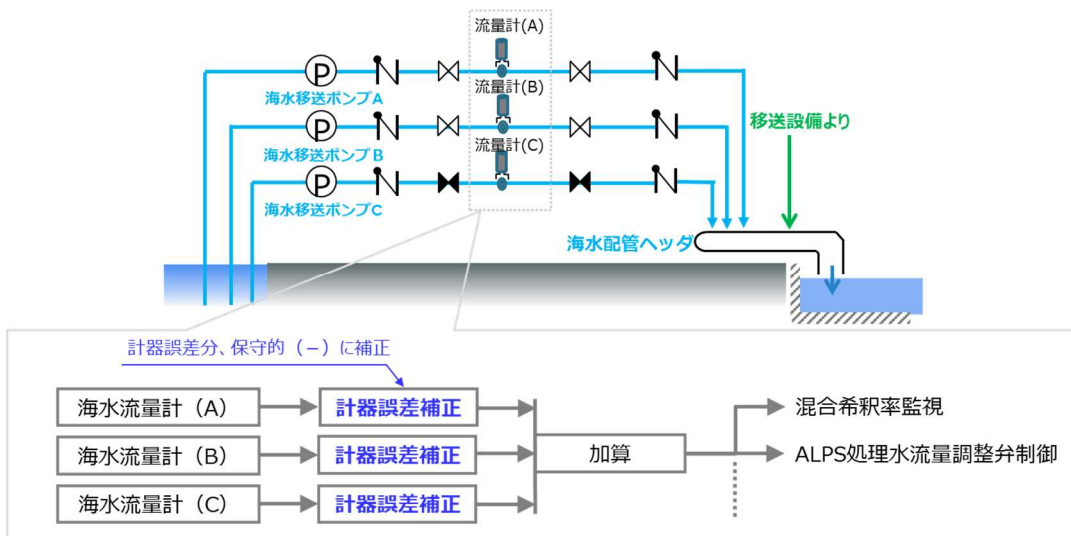 流量計(A)
P
海水移送ポンプA
流量計(B)
P
海水移送ポンプB
流量計(C)
P
海水移送ポンプC
移送設備より
海水配管ヘッダ
計器誤差分、保守的（－）に補正
海水流量計（A）
計器誤差補正
海水流量計（B）
計器誤差補正
海水流量計（C）
計器誤差補正
加算
混合希釈率監視
ALPS処理水流量調整弁制御